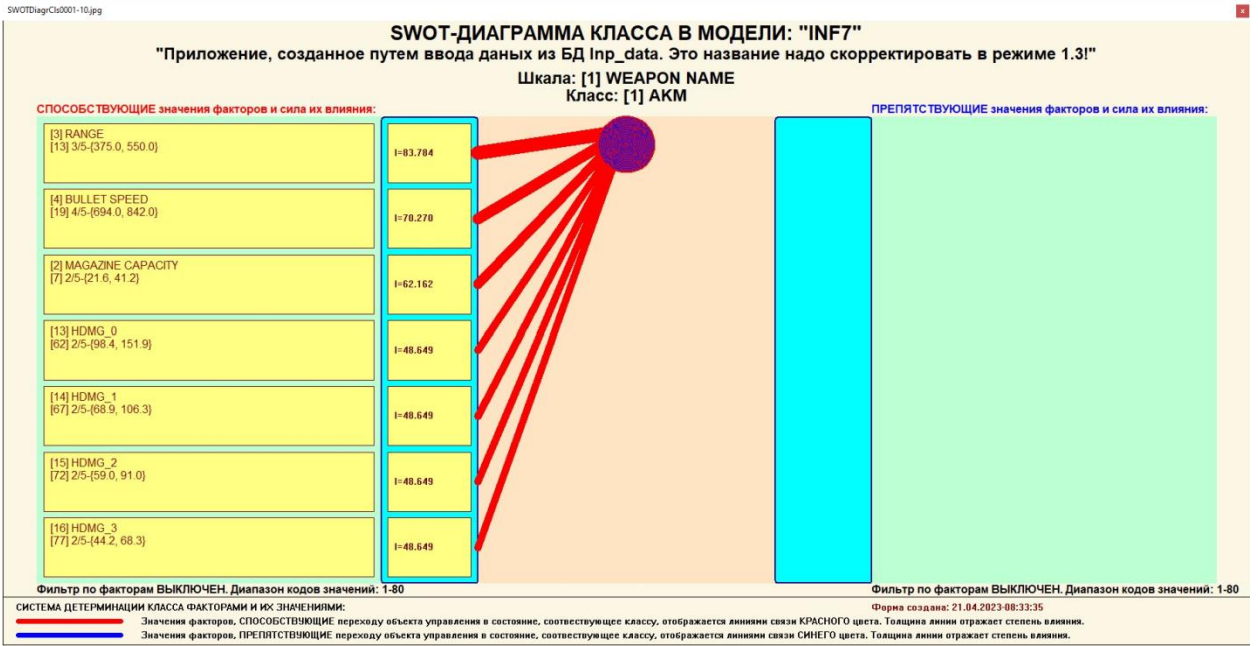 SWOTDiagrCls0001-10.jpg
x
SWOT-ДИАГРАММА КЛАССА В МОДЕЛИ: "INF7"
"Приложение, созданное путем ввода даных из БД Inp_data. Это название надо скорректировать в режиме 1.3!"
Шкала: [1] WEAPON NAME
Класс: [1] AKM
СПОСОБСТВУЮЩИЕ значения факторов и сила их влияния:
ПРЕПЯТСТВУЮЩИЕ значения факторов и сила их влияния:
[3] RANGE
[13] 3/5-{375.0, 550.0}
I=83.784
[4] BULLET SPEED
[19] 4/5-{694.0, 842.0}
I=70.270
[2] MAGAZINE CAPACITY
[7] 2/5-{21.6, 41.2}
I=62.162
[13] HDMG_0
[62] 2/5-{98.4, 151.9}
I=48.649
[14] HDMG_1
[67] 2/5-{68.9, 106.3}
I=48.649
[15] HDMG_2
[72] 2/5-{59.0, 91.0}
I=48.649
[16] HDMG_3
[77] 2/5-{44.2, 68.3}
I=48.649
Фильтр по факторам ВЫКЛЮЧЕН. Диапазон кодов значений: 1-80
Фильтр по факторам ВЫКЛЮЧЕН. Диапазон кодов значений: 1-80
СИСТЕМА ДЕТЕРМИНАЦИИ КЛАССА ФАКТОРАМИ И ИХ ЗНАЧЕНИЯМИ:
Форма создана: 21.04.2023-08:33:35
Значения факторов, СПОСОБСТВУЮЩИЕ переходу объекта управления в состояние, соотвествующее классу, отображается линиями связи КРАСНОГО цвета. Толщина линии отражает степень влияния.
Значения факторов, ПРЕПЯТСТВУЮЩИЕ переходу объекта управления в состояние, соотвествующее классу, отображается линиями связи СИНЕГО цвета. Толщина линии отражает степень влияния.